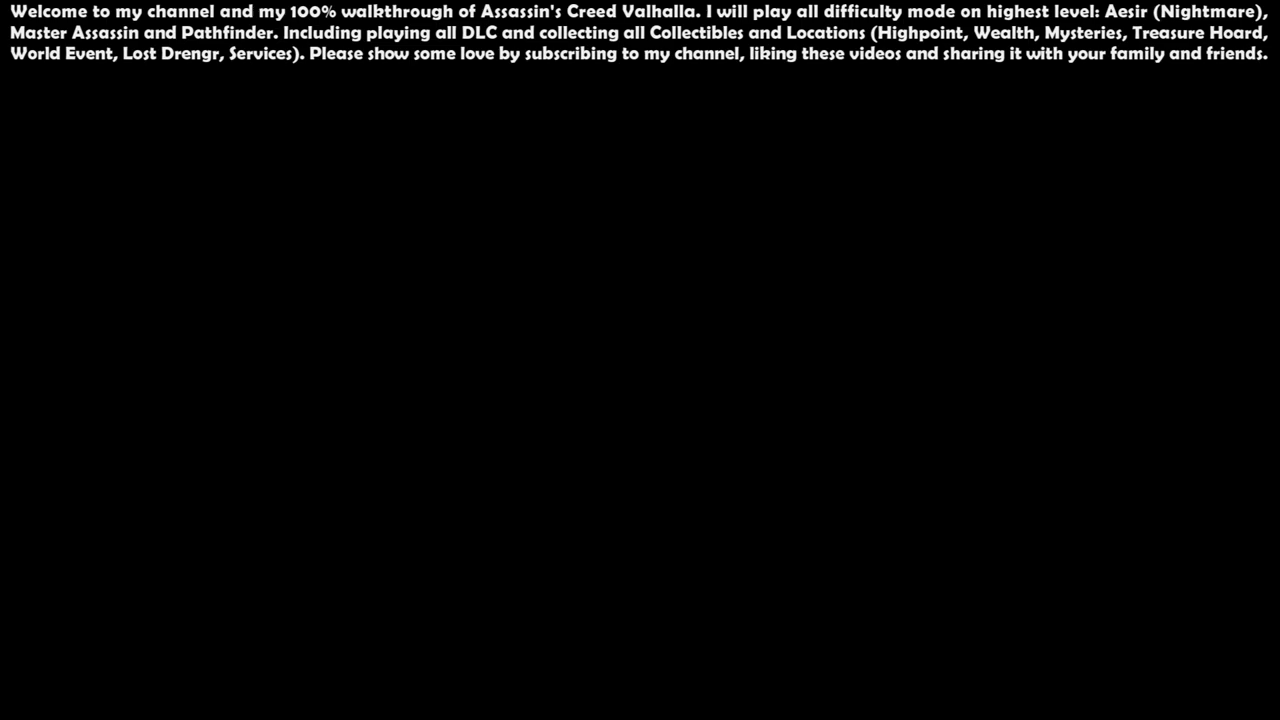 Welcome to my channel and my 100% walkthrough of Assassin's Creed Valhalla. I will play all difficulty mode on highest level: Aesir (Nightmare),
Master Assassin and Pathfinder. Including playing all DLC and collecting all Collectibles and Locations (Highpoint, Wealth, Mysteries, Treasure Hoard,
World Event, Lost Drengr, Services). Please show some love by subscribing to my channel, liking these videos and sharing it with your family and friends.